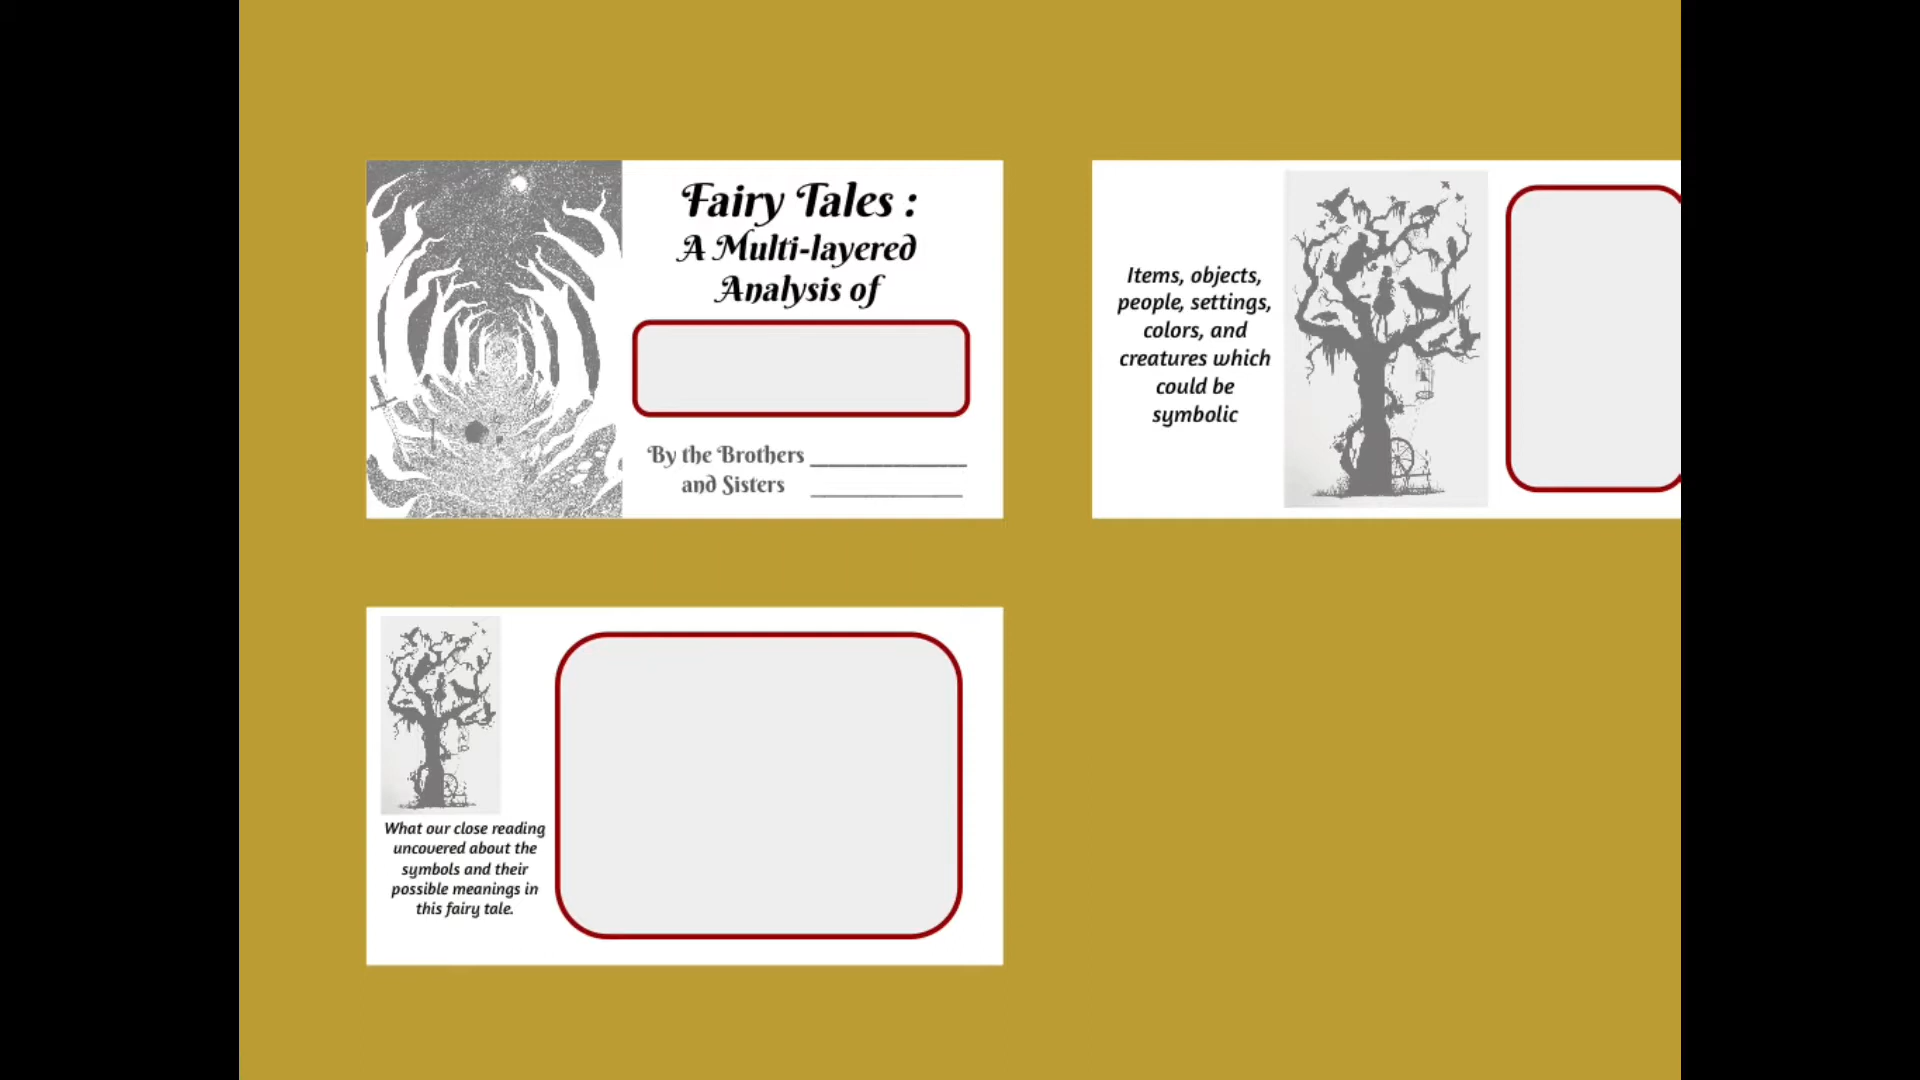 Fairy Tales :
A Multi-layered
Analysis of
By the Brothers
and Sisters
Items, objects,
people, settings,
colors, and
creatures which
could be
symbolic
What our close reading
uncovered about the
symbols and their
possible meanings in
this fairy tale.